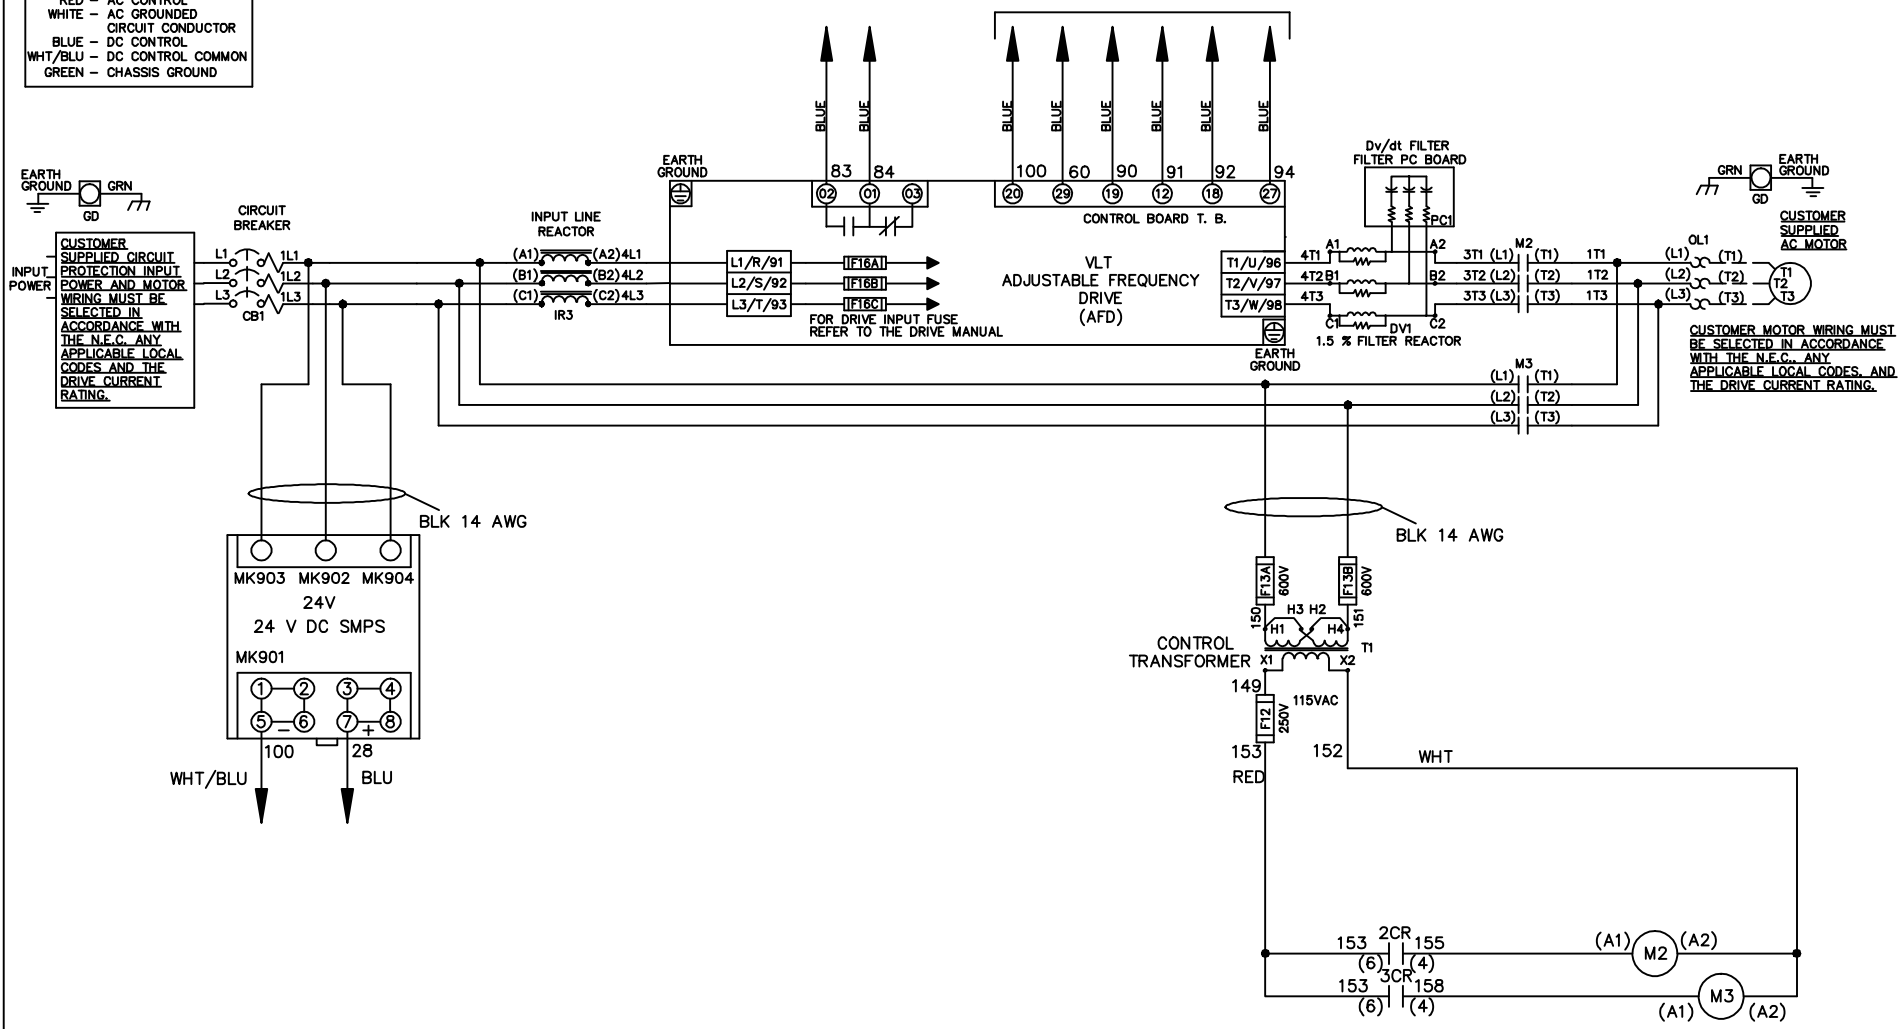 RED – AC CONTROL
WHITE – AC GROUNDED
CIRCUIT CONDUCTOR
BLUE – DC CONTROL
WHT/BLU – DC CONTROL COMMON
GREEN – CHASSIS GROUND
BLUE
BLUE
BLUE
BLUE
BLUE
BLUE
BLUE
BLUE
EARTH
GROUND
GRN
GD
CIRCUIT
BREAKER
INPUT LINE
REACTOR
EARTH
GROUND
83 84
02 01 03
100 60 90 91 92 94
20 29 19 12 18 27
CONTROL BOARD T. B.
Dv/dt FILTER
FILTER PC BOARD
PC1
GRN
EARTH
GROUND
GD
CUSTOMER
SUPPLIED
AC MOTOR
INPUT
POWER
CUSTOMER
SUPPLIED CIRCUIT
PROTECTION INPUT
POWER AND MOTOR
WIRING MUST BE
SELECTED IN
ACCORDANCE WITH
THE N.E.C. ANY
APPLICABLE LOCAL
CODES AND THE
DRIVE CURRENT
RATING.
L1 1L1
L2 1L2
L3 1L3
CB1
(A1) (A2) 4L1
(B1) (B2) 4L2
(C1) (C2) 4L3
IR3
L1/R/91 F16A
L2/S/92 F16B
L3/T/93 F16C
FOR DRIVE INPUT FUSE
REFER TO THE DRIVE MANUAL
VLT
ADJUSTABLE FREQUENCY
DRIVE
(AFD)
T1/U/96 4T1 A1 A2
T2/V/97 4T2 B1 B2
T3/W/98 4T3 C1 C2
DV1
1.5 % FILTER REACTOR
EARTH
GROUND
M2
3T1 (L1) (T1) 1T1
3T2 (L2) (T2) 1T2
3T3 (L3) (T3) 1T3
OL1
(L1) (T1)
(L2) (T2)
(L3) (T3)
T1
T2
T3
CUSTOMER MOTOR WIRING MUST
BE SELECTED IN ACCORDANCE
WITH THE N.E.C., ANY
APPLICABLE LOCAL CODES, AND
THE DRIVE CURRENT RATING.
M3
(L1) (T1)
(L2) (T2)
(L3) (T3)
BLK 14 AWG
MK903 MK902 MK904
24V
24 V DC SMPS
MK901
1 2 3 4
5 6 7 8
– +
100 28
WHT/BLU BLU
BLK 14 AWG
F13A 600V F13B 600V
150 151
H3 H2
H1 H4
T1
CONTROL
TRANSFORMER
X1 X2
149
115VAC
F12 250V
153 152
RED
WHT
2CR
153 155
(6) (4)
(A1) M2 (A2)
3CR
153 158
(6) (4)
(A1) M3 (A2)